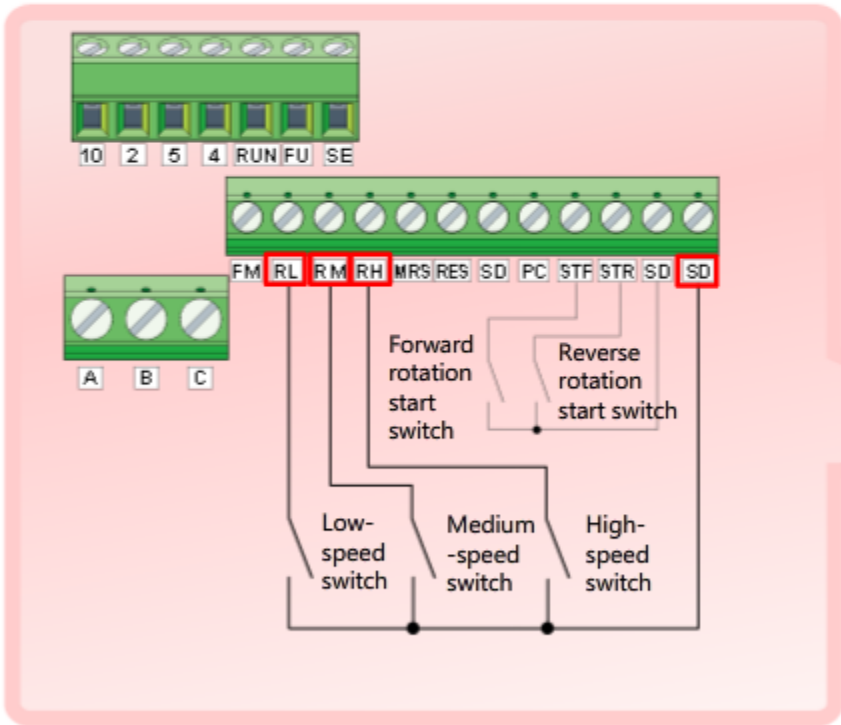 10 2 5 4 RUN FU SE
FM RL RM RH MRS RES SD PC STF STR SD SD
A B C
Forward
rotation
start
switch
Reverse
rotation
start switch
Low-
speed
switch
Medium
-speed
switch
High-
speed
switch